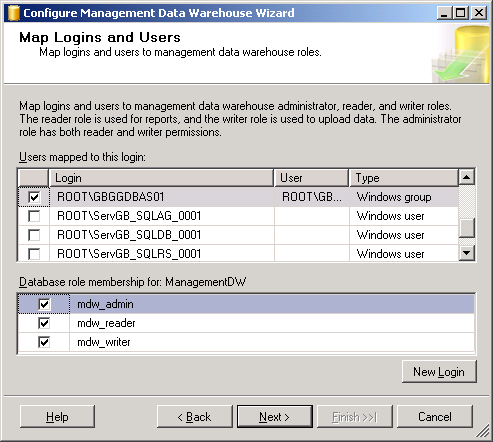 Configure Management Data Warehouse Wizard
Map Logins and Users
Map logins and users to management data warehouse roles.
Map logins and users to management data warehouse administrator, reader, and writer roles.
The reader role is used for reports, and the writer role is used to upload data. The administrator
role has both reader and writer permissions.
Users mapped to this login:
Login User Type
ROOT\GBGGDBAS01 ROOT\GB... Windows group
ROOT\ServGB_SQLAG_0001 Windows user
ROOT\ServGB_SQLDB_0001 Windows user
ROOT\ServGB_SQLRS_0001 Windows user
Database role membership for: ManagementDW
mdw_admin
mdw_reader
mdw_writer
New Login
Help < Back Next > Finish >>| Cancel